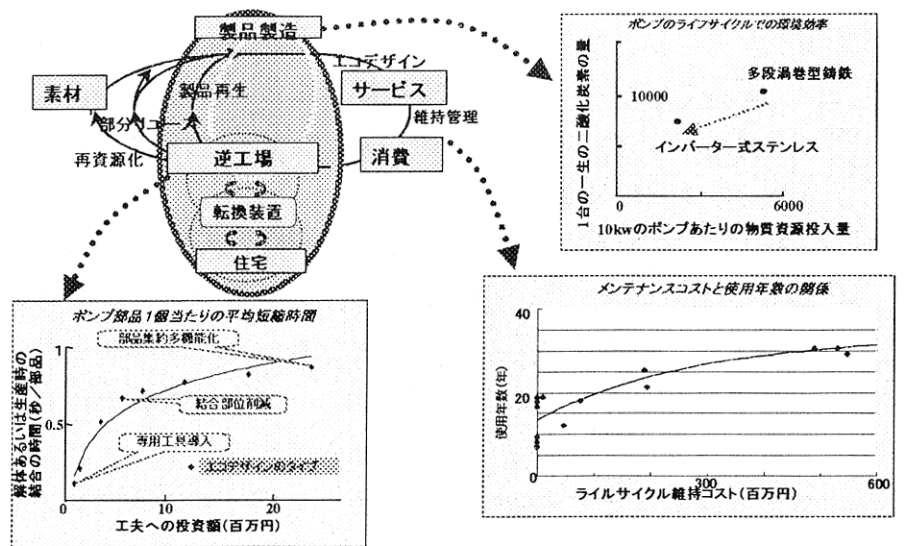 製品製造
エコデザイン
素材
製品再生
サービス
部分リユース
維持管理
再資源化
逆工場
消費
転換装置
住宅
ポンプのライフサイクルでの環境効率
1台の一生の二酸化炭素の量
10000
多段渦巻型鋳鉄
インバーター式ステンレス
0
6000
10kwのポンプあたりの物質資源投入量
ポンプ部品1個当たりの平均短縮時間
解体あるいは生産時の
結合の時間(秒/部品)
1
0.5
部品集約多機能化
結合部位削減
専用工具導入
エコデザインのタイプ
0
10
20
工夫への投資額(百万円)
メンテナンスコストと使用年数の関係
使用年数(年)
40
20
0
0
300
600
ライルサイクル維持コスト(百万円)